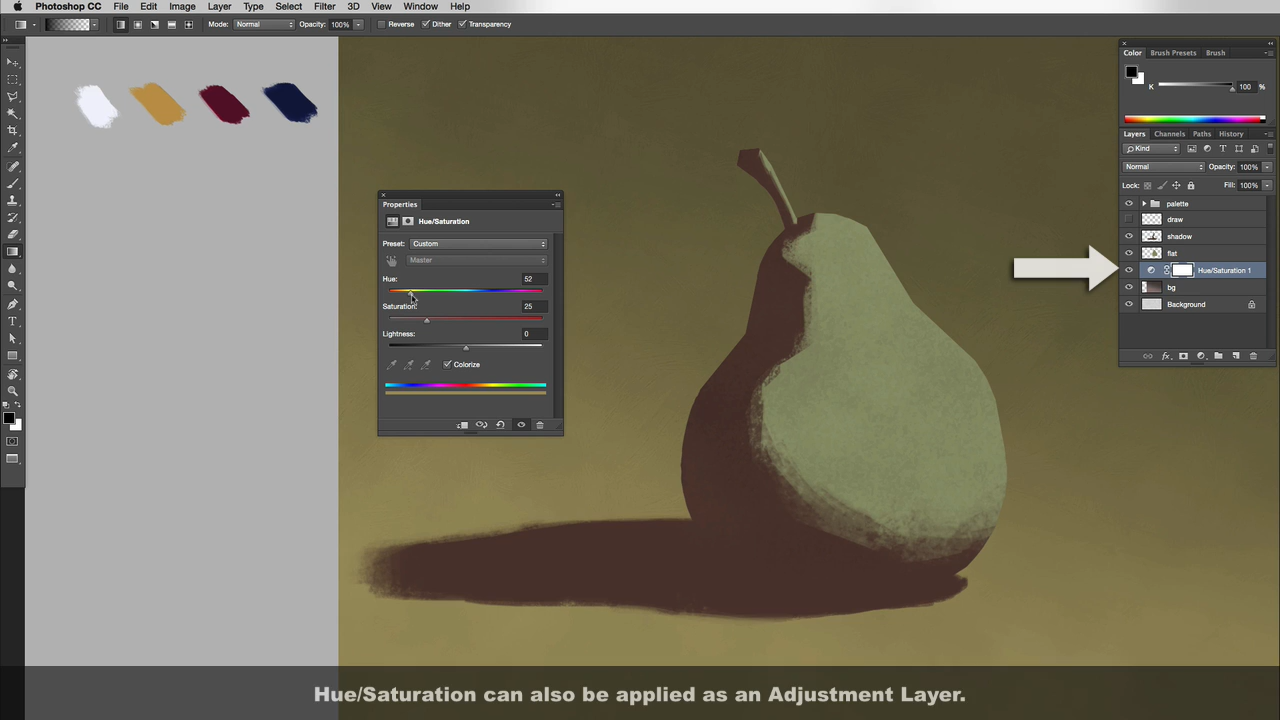 Photoshop CC File Edit Image Layer Type Select Filter 3D View Window Help
Mode: Normal Opacity: 100% Reverse Dither Transparency
Color Brush Presets Brush
K 100 %
Layers Channels Paths History
Kind
Normal Opacity: 100%
Lock: Fill: 100%
palette
draw
shadow
flat
Hue/Saturation 1
bg
Background
fx
Properties
Hue/Saturation
Preset: Custom
Master
Hue: 52
Saturation: 25
Lightness: 0
Colorize
Hue/Saturation can also be applied as an Adjustment Layer.